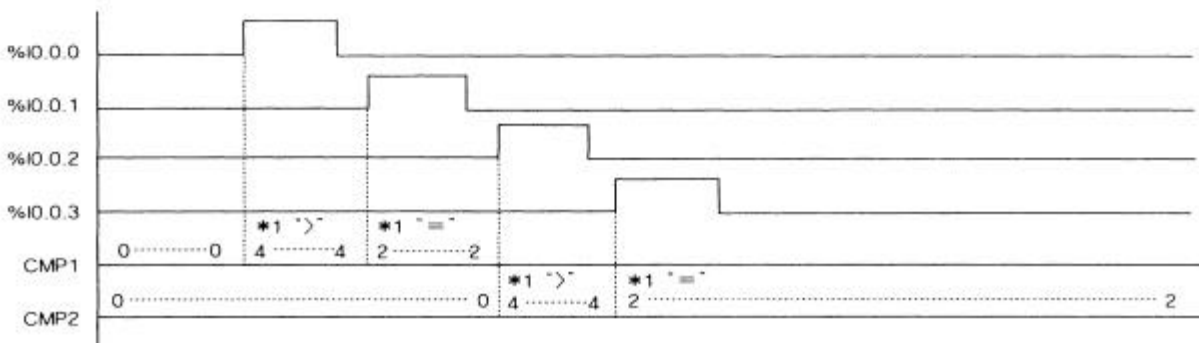 %I0.0.0
%I0.0.1
%I0.0.2
%I0.0.3
*1 ">" *1 "="
0 0 4 4 2 2
CMP1
*1 ">" *1 "="
0 0 4 4 2 2
CMP2